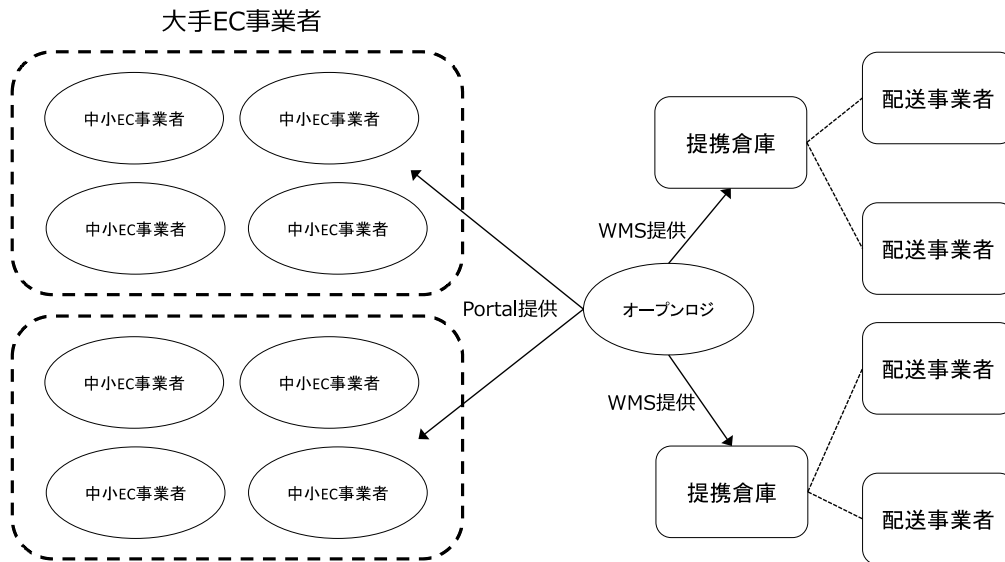 大手EC事業者
中小EC事業者
中小EC事業者
中小EC事業者
中小EC事業者
中小EC事業者
中小EC事業者
中小EC事業者
中小EC事業者
Portal提供
オープンロジ
WMS提供
WMS提供
提携倉庫
提携倉庫
配送事業者
配送事業者
配送事業者
配送事業者